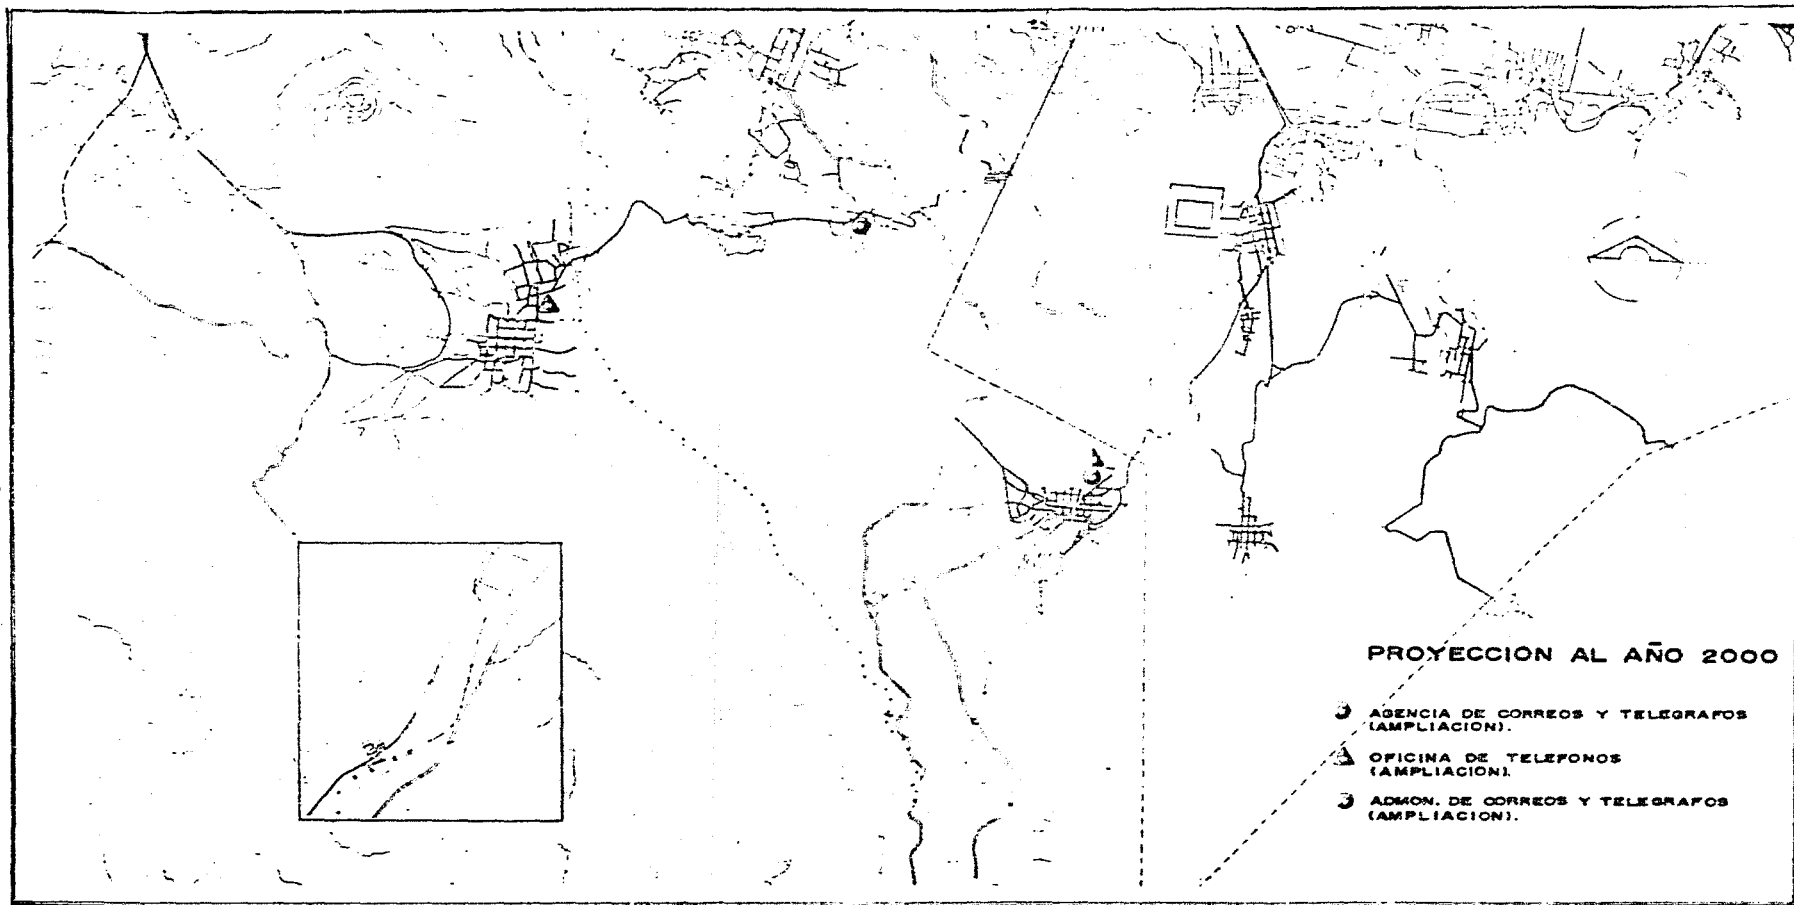 PROYECCION AL AÑO 2000
AGENCIA DE CORREOS Y TELEGRAFOS
(AMPLIACION).
OFICINA DE TELEFONOS
(AMPLIACION).
ADMON. DE CORREOS Y TELEGRAFOS
(AMPLIACION).